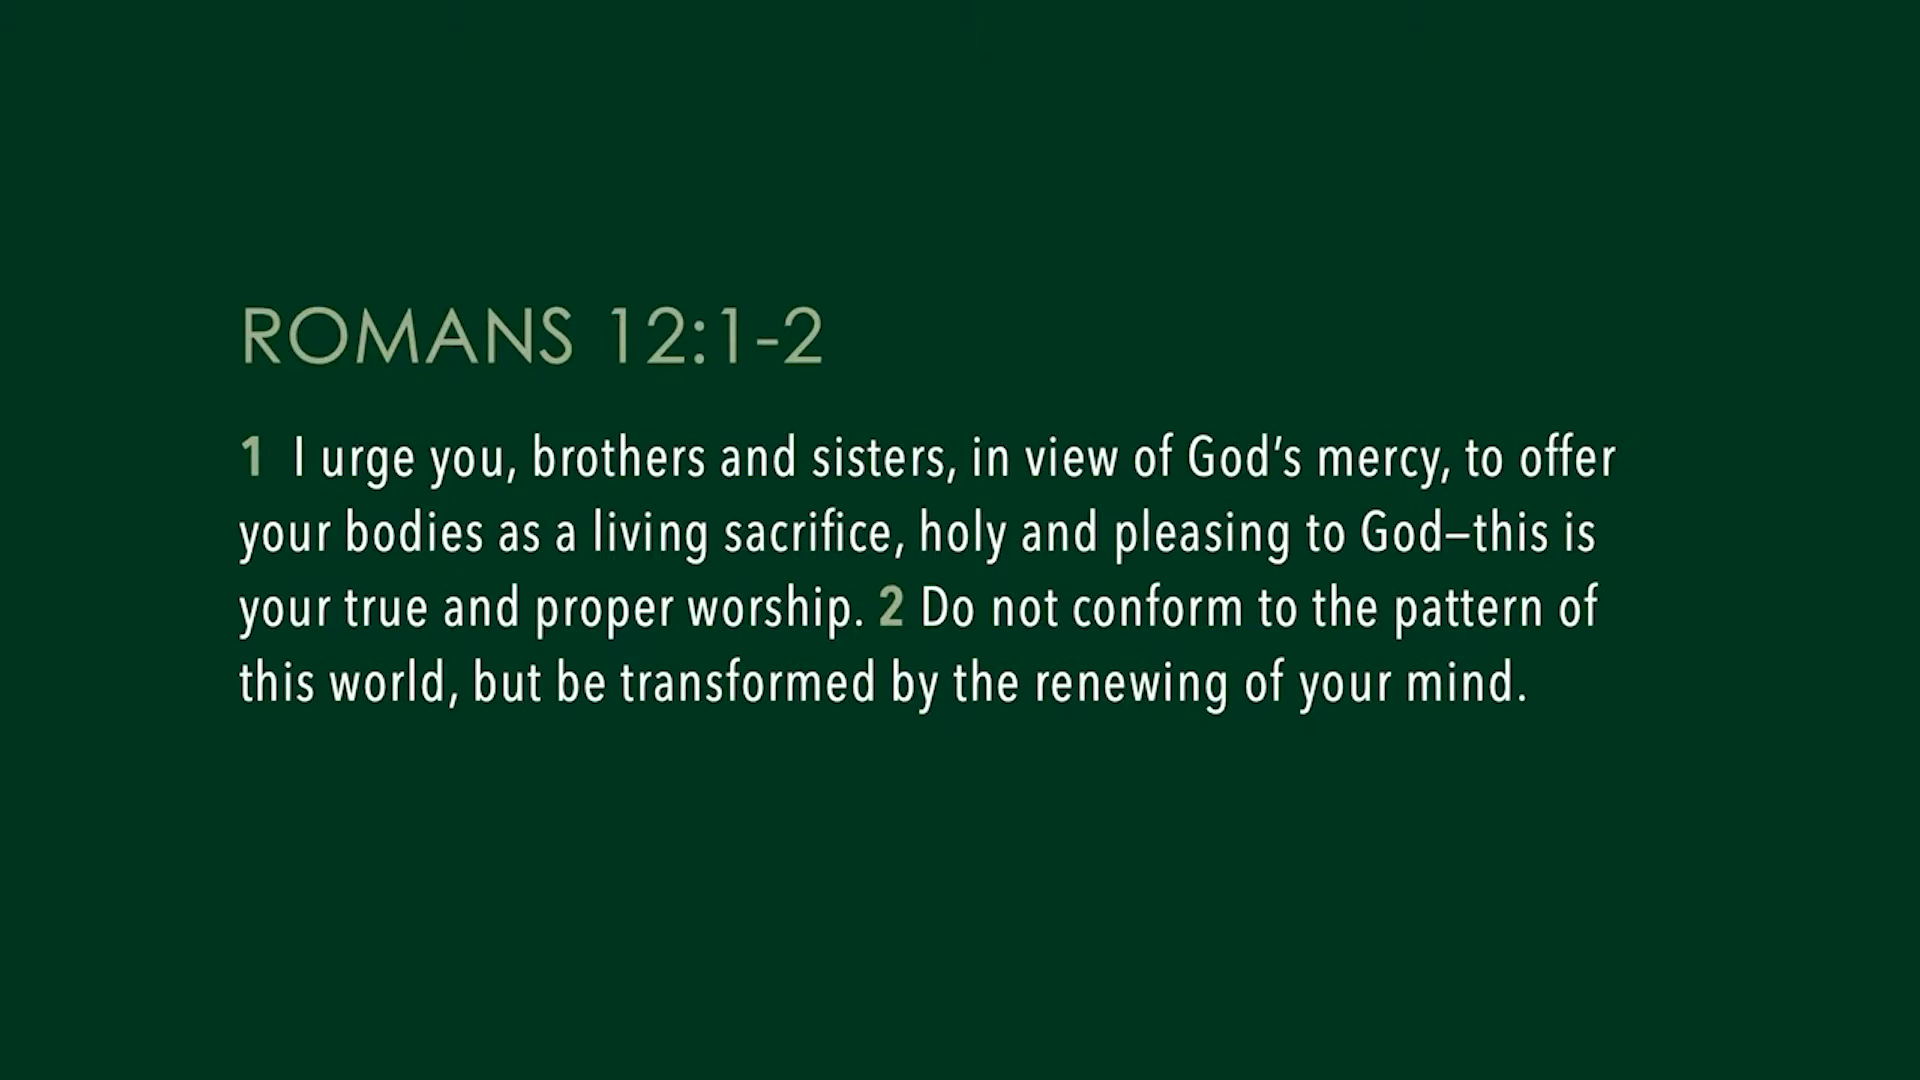 ROMANS 12:1-2
1 I urge you, brothers and sisters, in view of God’s mercy, to offer
your bodies as a living sacrifice, holy and pleasing to God—this is
your true and proper worship. 2 Do not conform to the pattern of
this world, but be transformed by the renewing of your mind.